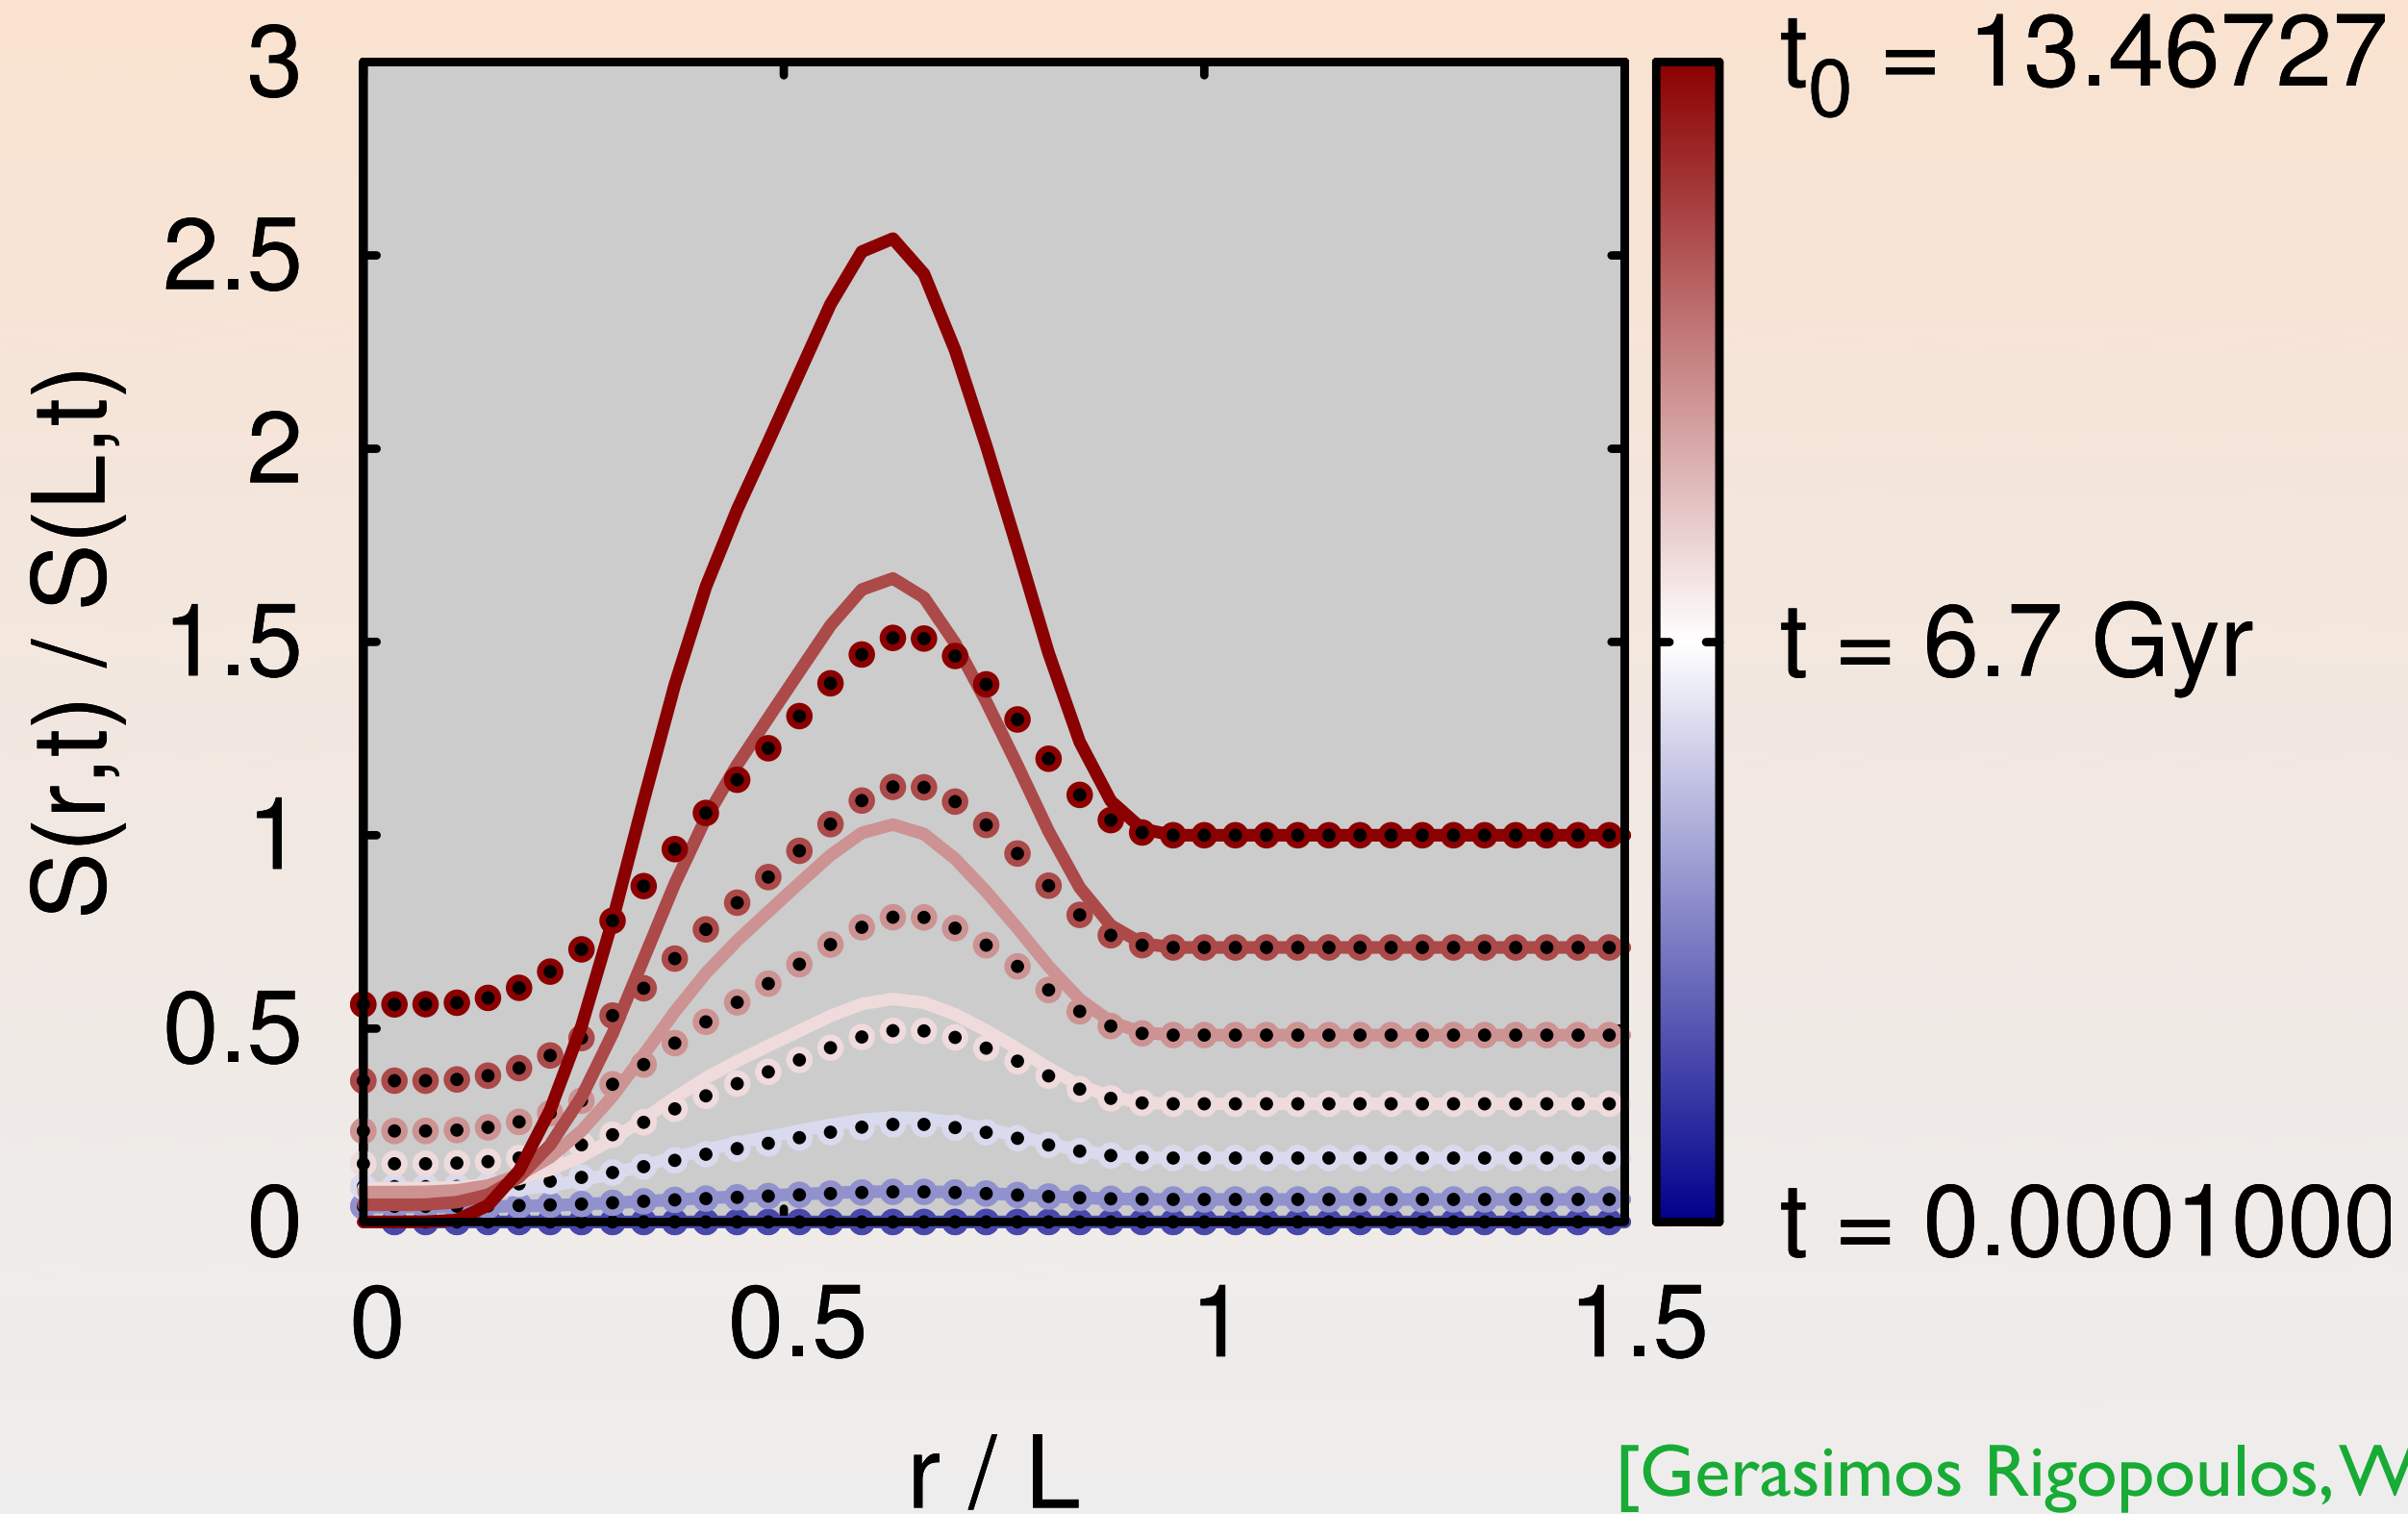 3
2.5
2
1.5
1
0.5
0
S(r,t) / S(L,t)
0 0.5 1 1.5
r / L
t0 = 13.46727
t = 6.7 Gyr
t = 0.0001000
[Gerasimos Rigopoulos,